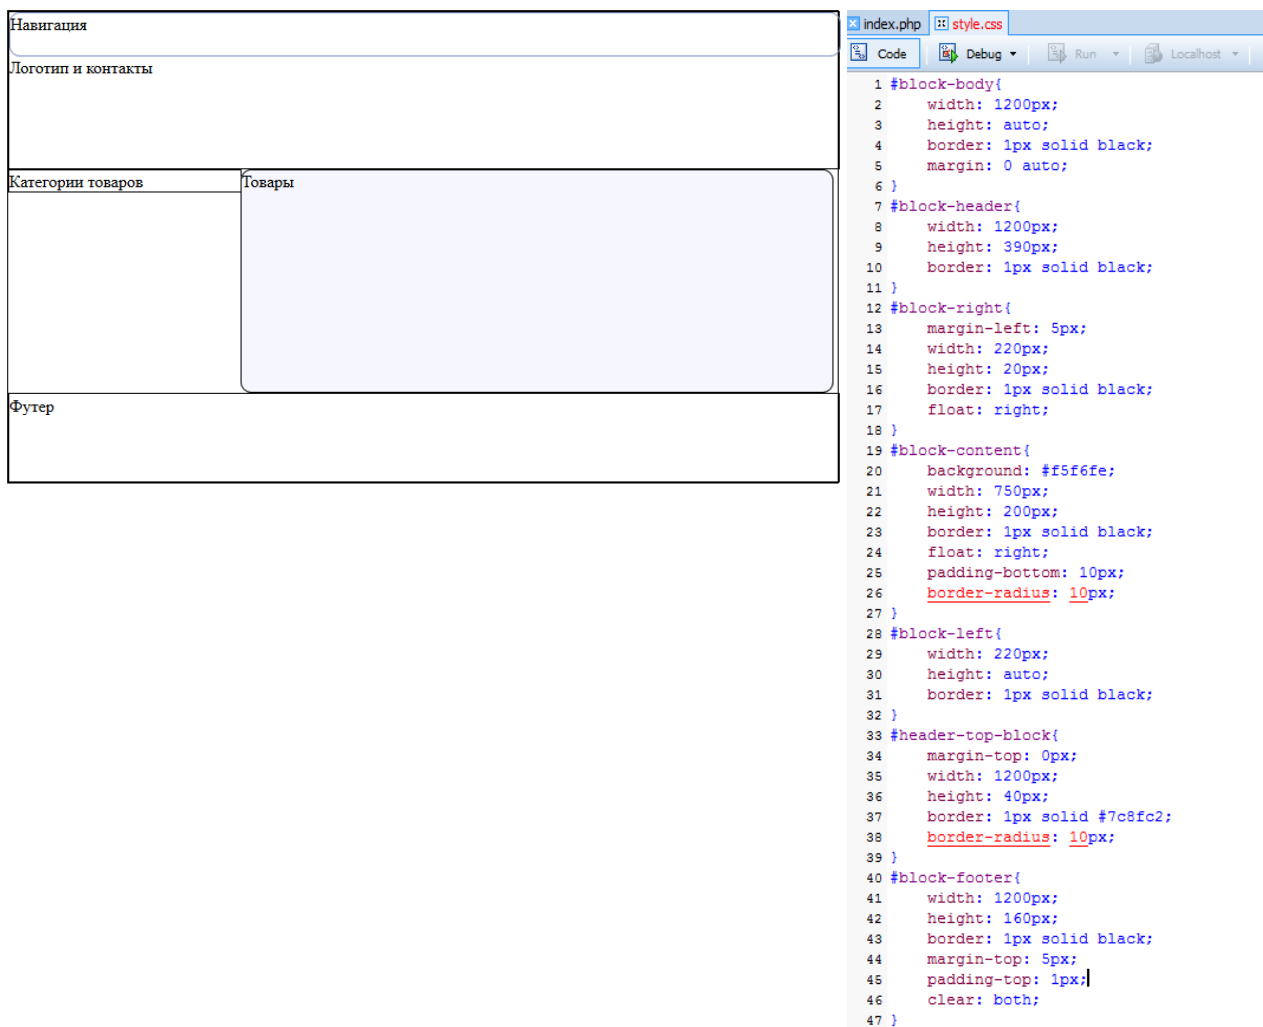 Навигация
Логотип и контакты
Категории товаров
Товары
Футер
index.php
style.css
Code
Debug
Run
Localhost
1 #block-body{
2 width: 1200px;
3 height: auto;
4 border: 1px solid black;
5 margin: 0 auto;
6 }
7 #block-header{
8 width: 1200px;
9 height: 390px;
10 border: 1px solid black;
11 }
12 #block-right{
13 margin-left: 5px;
14 width: 220px;
15 height: 20px;
16 border: 1px solid black;
17 float: right;
18 }
19 #block-content{
20 background: #f5f6fe;
21 width: 750px;
22 height: 200px;
23 border: 1px solid black;
24 float: right;
25 padding-bottom: 10px;
26 border-radius: 10px;
27 }
28 #block-left{
29 width: 220px;
30 height: auto;
31 border: 1px solid black;
32 }
33 #header-top-block{
34 margin-top: 0px;
35 width: 1200px;
36 height: 40px;
37 border: 1px solid #7c8fc2;
38 border-radius: 10px;
39 }
40 #block-footer{
41 width: 1200px;
42 height: 160px;
43 border: 1px solid black;
44 margin-top: 5px;
45 padding-top: 1px;
46 clear: both;
47 }